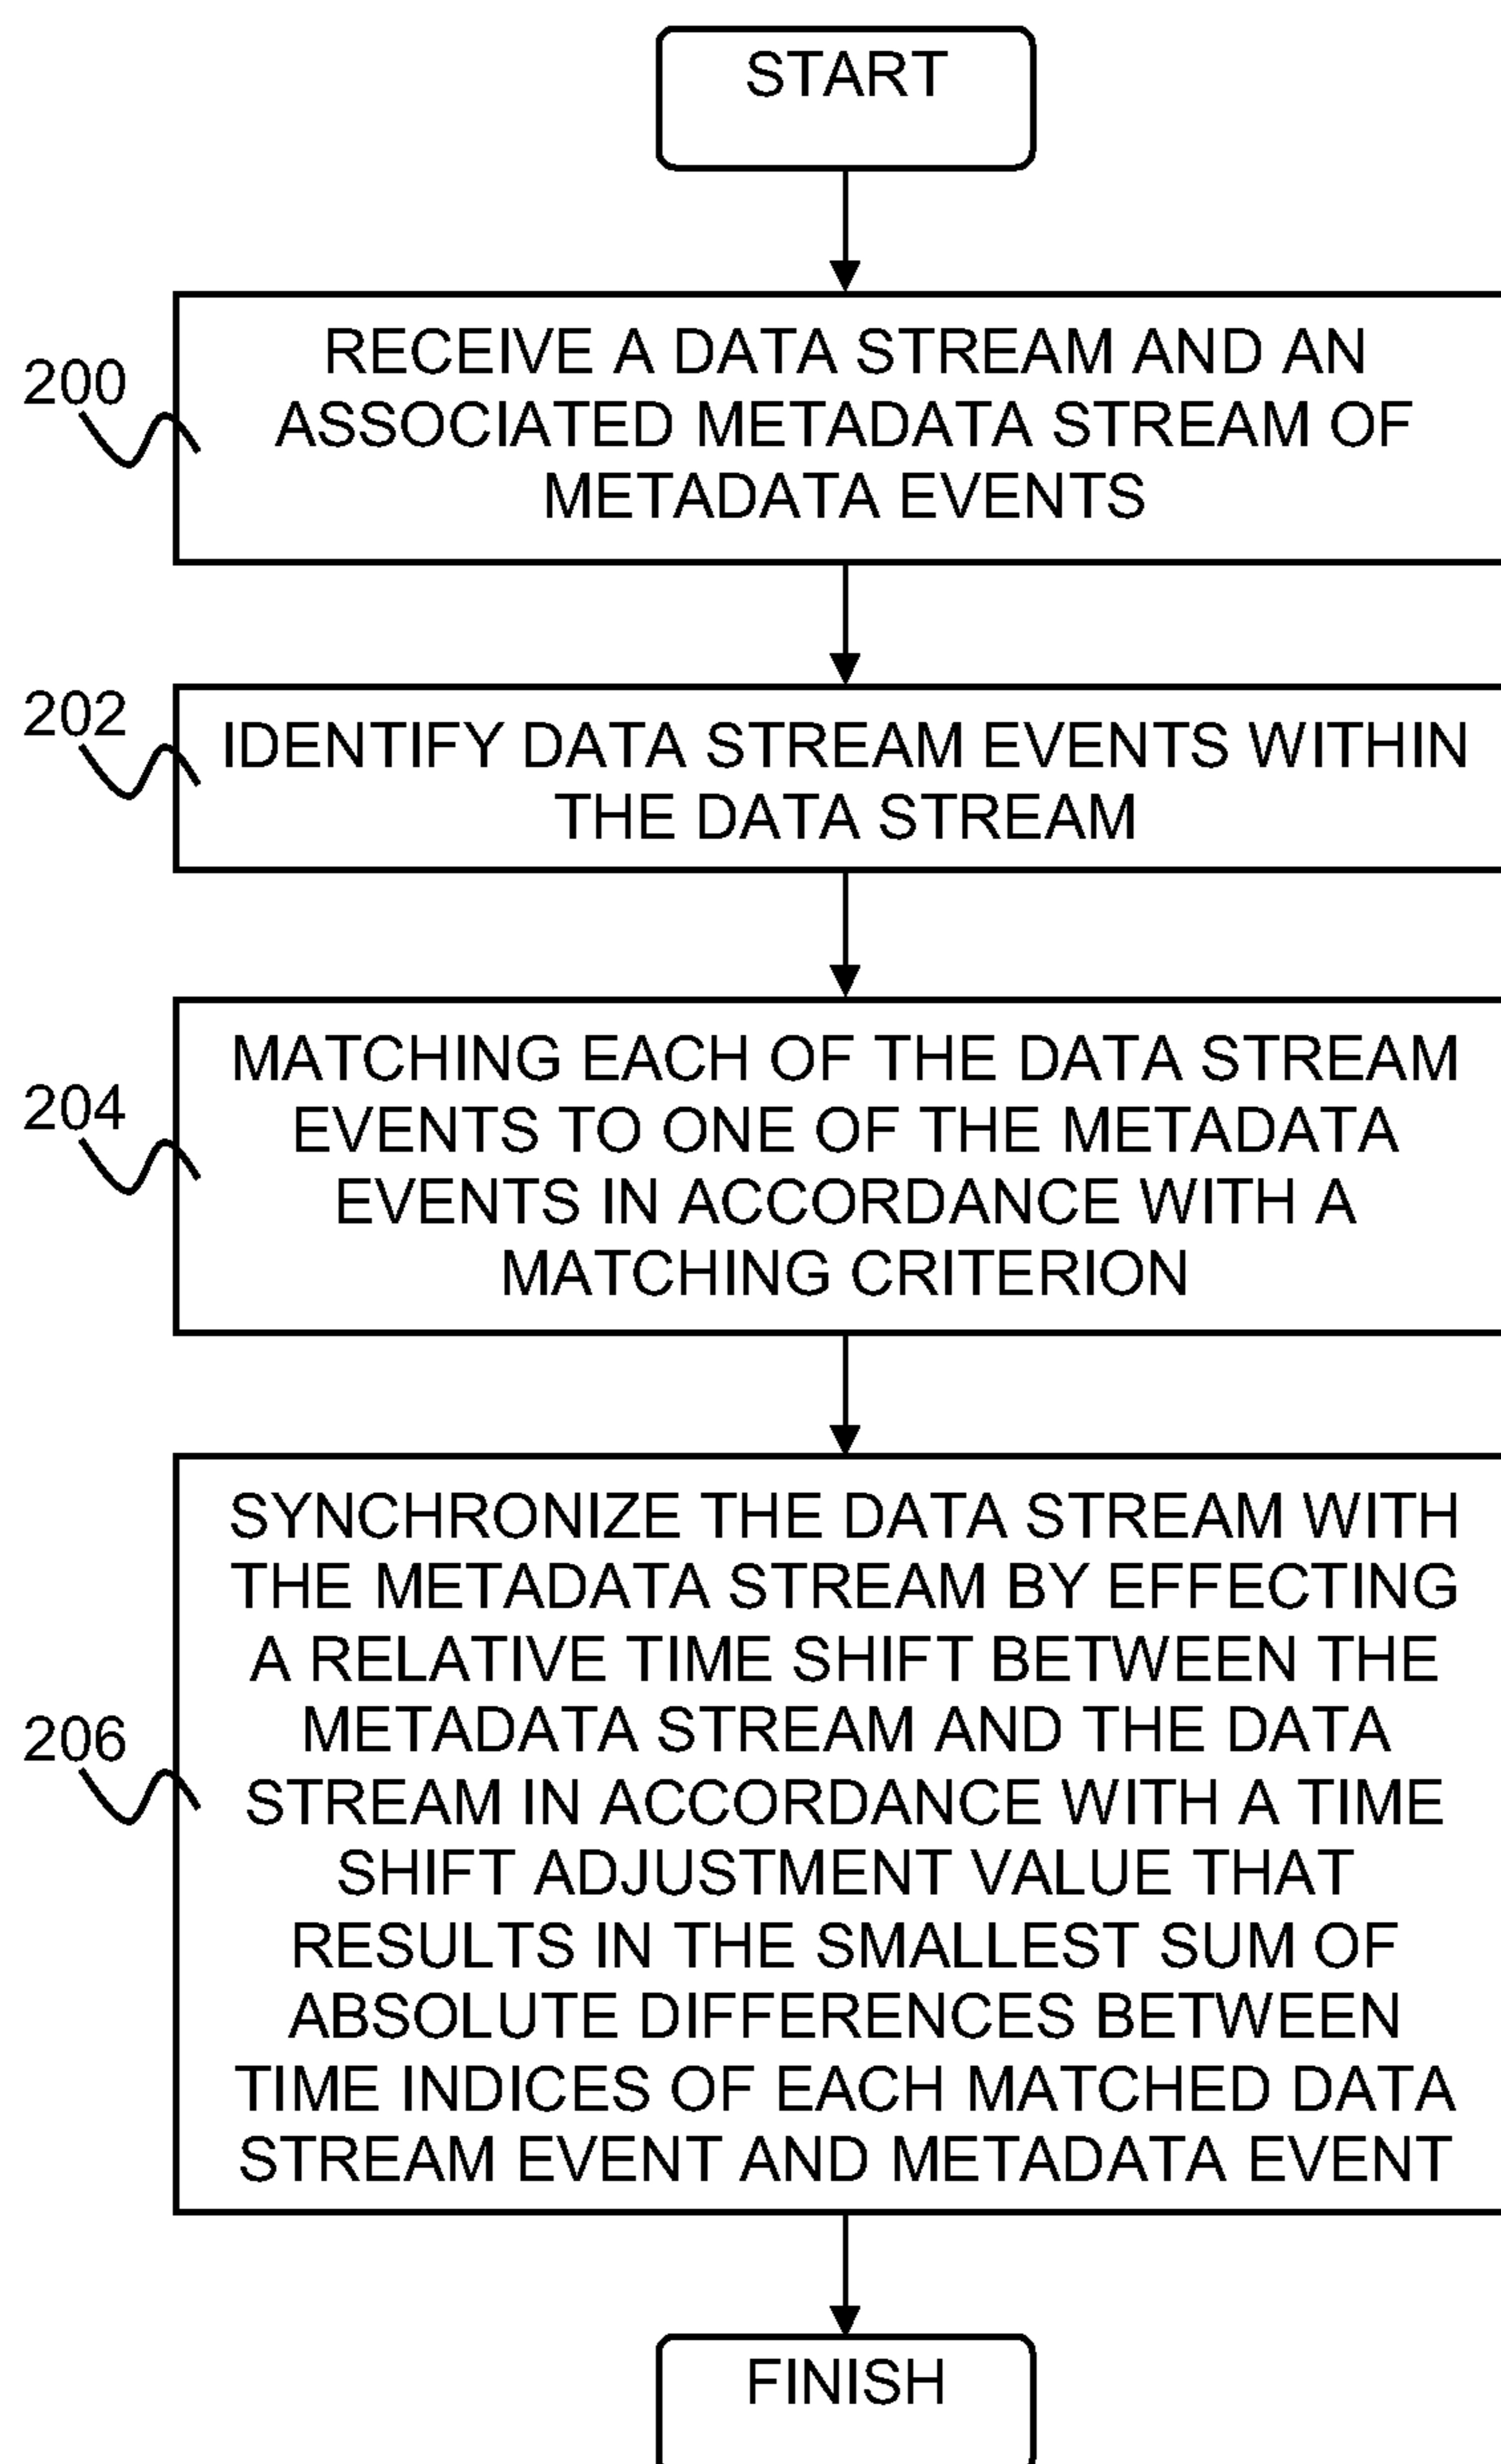 START
200
RECEIVE A DATA STREAM AND AN
ASSOCIATED METADATA STREAM OF
METADATA EVENTS
202
IDENTIFY DATA STREAM EVENTS WITHIN
THE DATA STREAM
204
MATCHING EACH OF THE DATA STREAM
EVENTS TO ONE OF THE METADATA
EVENTS IN ACCORDANCE WITH A
MATCHING CRITERION
206
SYNCHRONIZE THE DATA STREAM WITH
THE METADATA STREAM BY EFFECTING
A RELATIVE TIME SHIFT BETWEEN THE
METADATA STREAM AND THE DATA
STREAM IN ACCORDANCE WITH A TIME
SHIFT ADJUSTMENT VALUE THAT
RESULTS IN THE SMALLEST SUM OF
ABSOLUTE DIFFERENCES BETWEEN
TIME INDICES OF EACH MATCHED DATA
STREAM EVENT AND METADATA EVENT
FINISH